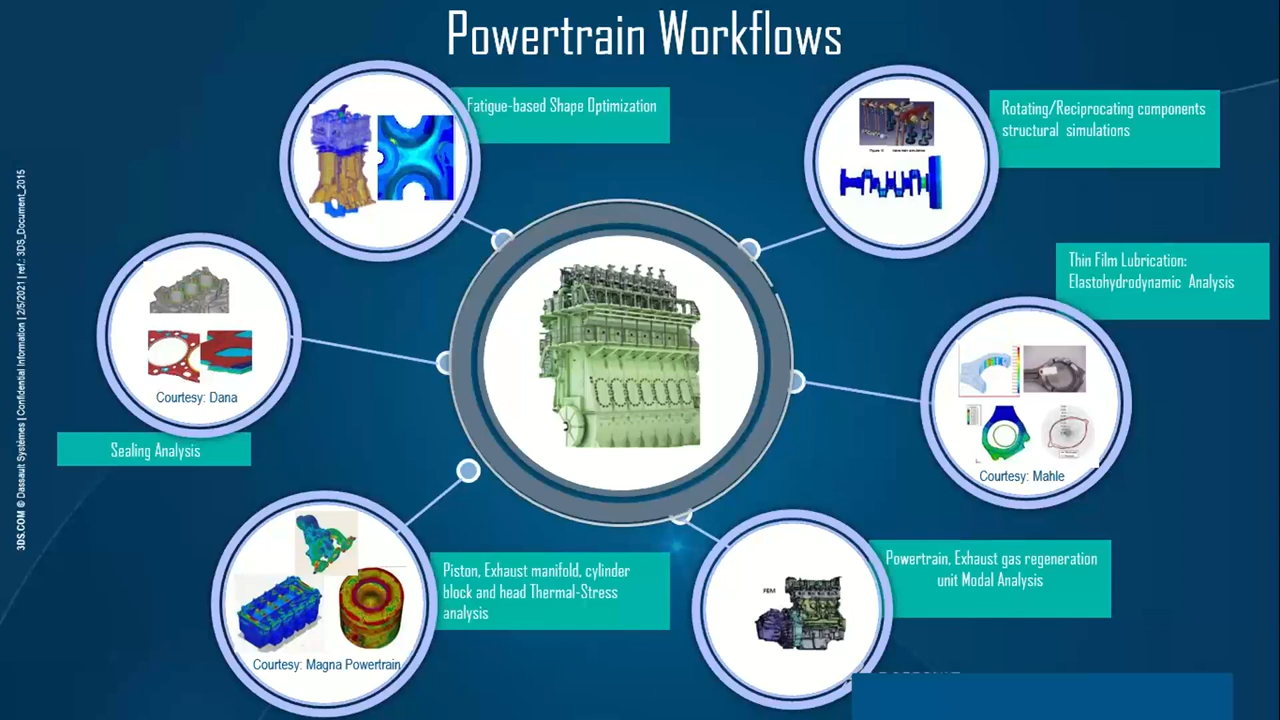 Powertrain Workflows
Fatigue-based Shape Optimization
Rotating/Reciprocating components
structural simulations
Thin Film Lubrication:
Elastohydrodynamic Analysis
Courtesy: Dana
Sealing Analysis
Courtesy: Mahle
Piston, Exhaust manifold, cylinder
block and head Thermal-Stress
analysis
Courtesy: Magna Powertrain
Powertrain, Exhaust gas regeneration
unit Modal Analysis
FEM
3DS.COM © Dassault Systèmes | Confidential Information | 2/5/2021 | ref.: 3DS_Document_2015